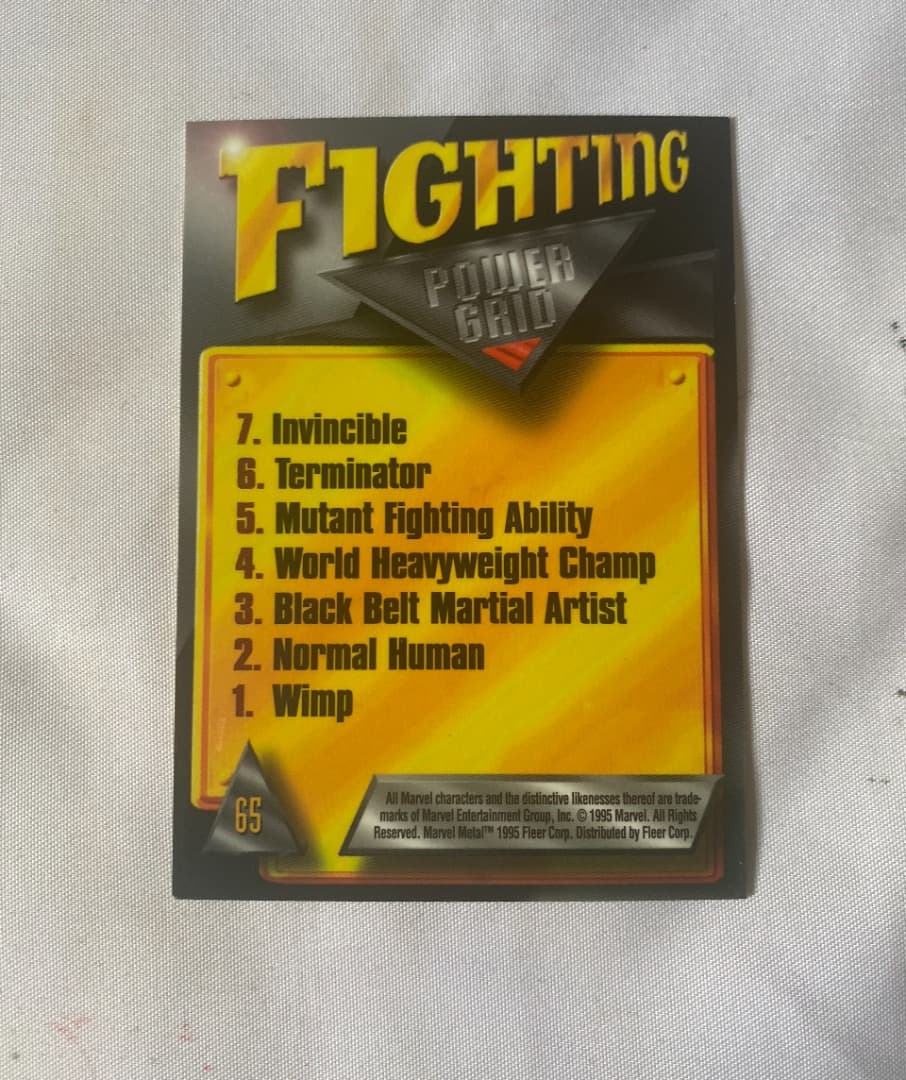 FIGHTING
POWER
GRID
7. Invincible
6. Terminator
5. Mutant Fighting Ability
4. World Heavyweight Champ
3. Black Belt Martial Artist
2. Normal Human
1. Wimp
65
All Marvel characters and the distinctive likenesses thereof are trade-
marks of Marvel Entertainment Group, Inc. © 1995 Marvel. All Rights
Reserved. Marvel Metal™ 1995 Fleer Corp. Distributed by Fleer Corp.